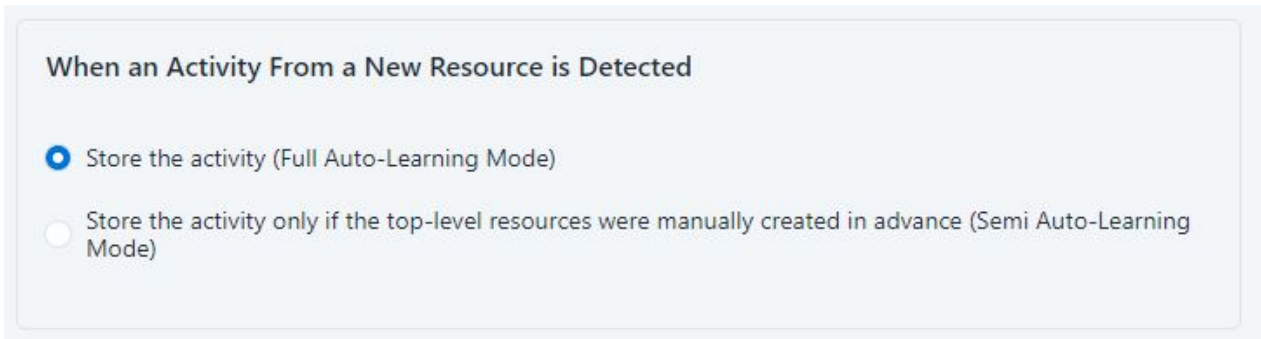 When an Activity From a New Resource is Detected
Store the activity (Full Auto-Learning Mode)
Store the activity only if the top-level resources were manually created in advance (Semi Auto-Learning
Mode)